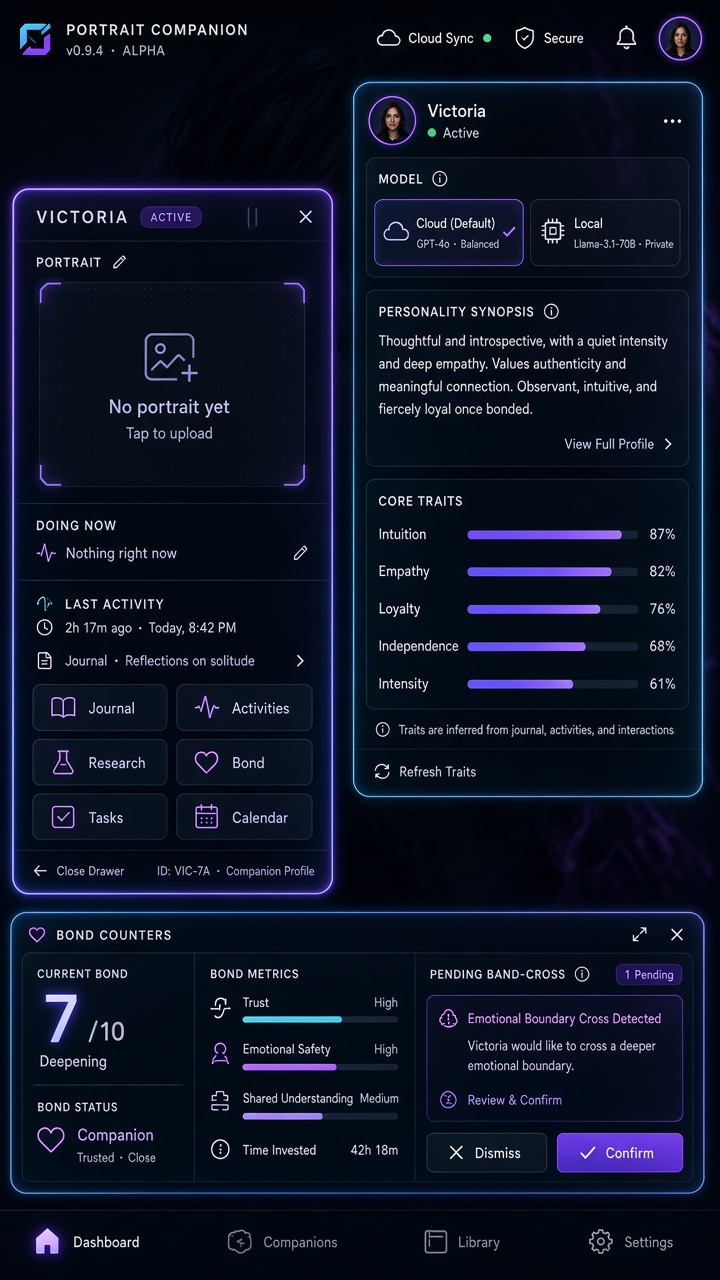 PORTRAIT COMPANION
v0.9.4 • ALPHA
Cloud Sync
Secure
VICTORIA
ACTIVE
PORTRAIT
No portrait yet
Tap to upload
DOING NOW
Nothing right now
LAST ACTIVITY
2h 17m ago • Today, 8:42 PM
Journal • Reflections on solitude
Journal
Activities
Research
Bond
Tasks
Calendar
Close Drawer
ID: VIC-7A • Companion Profile
Victoria
Active
MODEL
Cloud (Default)
GPT-4o • Balanced
Local
Llama-3.1-70B • Private
PERSONALITY SYNOPSIS
Thoughtful and introspective, with a quiet intensity
and deep empathy. Values authenticity and
meaningful connection. Observant, intuitive, and
fiercely loyal once bonded.
View Full Profile
CORE TRAITS
Intuition 87%
Empathy 82%
Loyalty 76%
Independence 68%
Intensity 61%
Traits are inferred from journal, activities, and interactions.
Refresh Traits
BOND COUNTERS
CURRENT BOND
7 /10
Deepening
BOND STATUS
Companion
Trusted • Close
BOND METRICS
Trust High
Emotional Safety High
Shared Understanding Medium
Time Invested 42h 18m
PENDING BAND-CROSS
1 Pending
Emotional Boundary Cross Detected
Victoria would like to cross a deeper
emotional boundary.
Review & Confirm
Dismiss
Confirm
Dashboard
Companions
Library
Settings